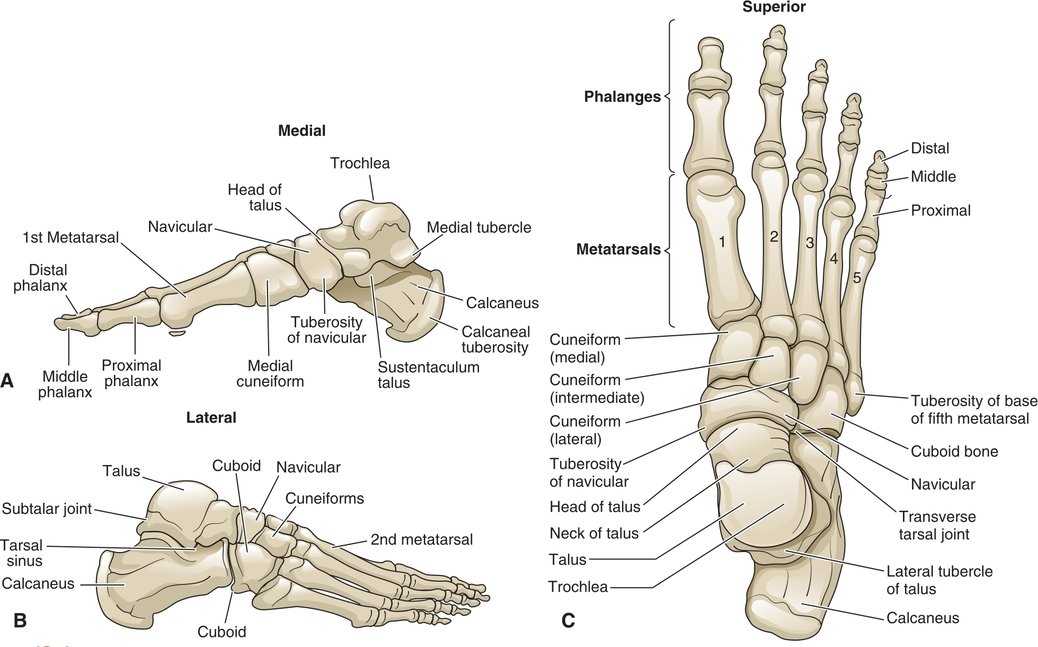 Medial
Trochlea
Head of
talus
Navicular
Medial tubercle
1st Metatarsal
Distal
phalanx
Calcaneus
Tuberosity
of navicular
Calcaneal
tuberosity
Proximal
phalanx
Medial
cuneiform
Sustentaculum
talus
Middle
phalanx
A
Lateral
Talus
Cuboid
Navicular
Cuneiforms
Subtalar joint
2nd metatarsal
Tarsal
sinus
Calcaneus
Cuboid
B
Superior
Phalanges
Distal
Middle
Proximal
Metatarsals
1
2
3
4
5
Cuneiform
(medial)
Cuneiform
(intermediate)
Cuneiform
(lateral)
Tuberosity
of navicular
Head of talus
Neck of talus
Talus
Trochlea
Tuberosity of base
of fifth metatarsal
Cuboid bone
Navicular
Transverse
tarsal joint
Lateral tubercle
of talus
Calcaneus
C